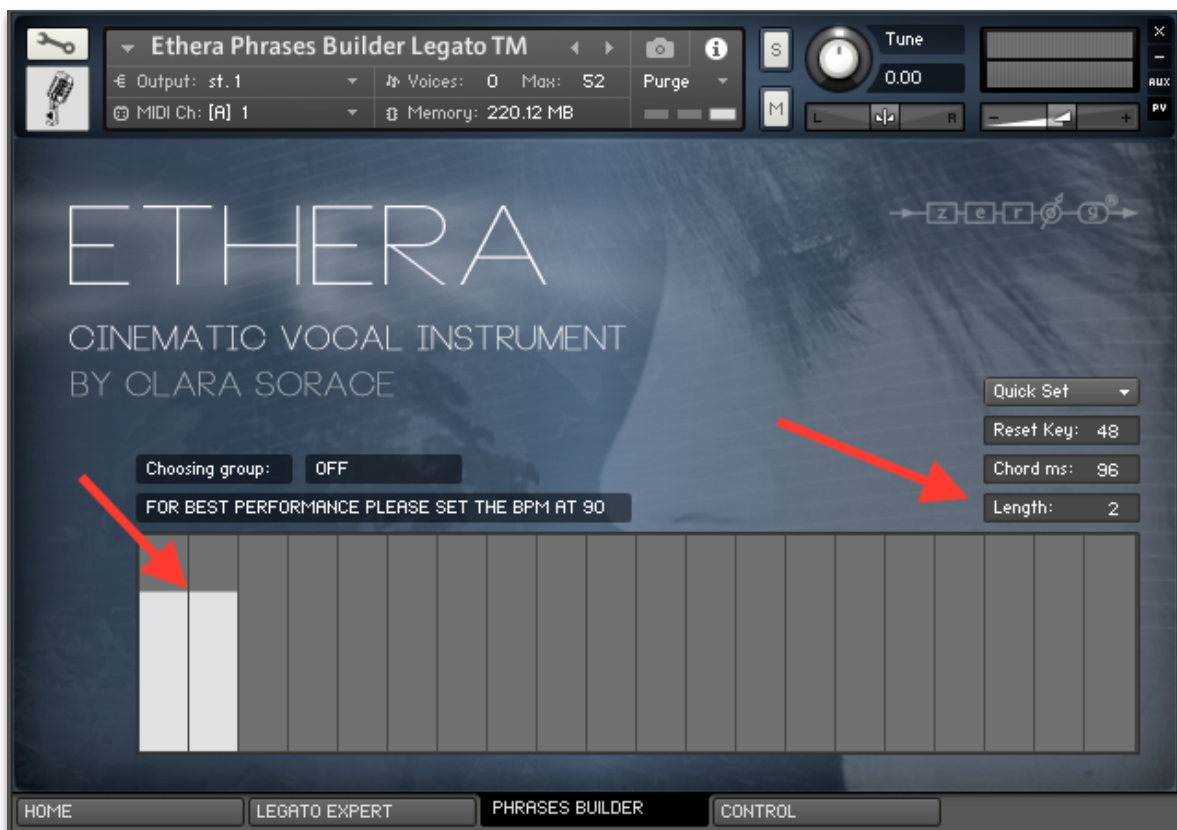 Ethera Phrases Builder Legato TM
S
Tune
X
Output: st. 1
Voices: 0 Max: 52
Purge
0.00
AUX
MIDI Ch: [A] 1
Memory: 220.12 MB
M
L R
- +
PV
ETHERA
zerøg®
CINEMATIC VOCAL INSTRUMENT
BY CLARA SORACE
Quick Set
Reset Key: 48
Choosing group: OFF
Chord ms: 96
FOR BEST PERFORMANCE PLEASE SET THE BPM AT 90
Length: 2
HOME
LEGATO EXPERT
PHRASES BUILDER
CONTROL